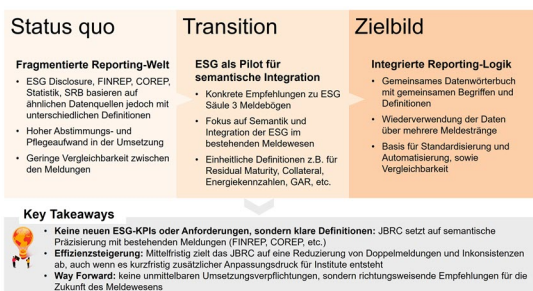 Status quo
Transition
Zielbild
Fragmentierte Reporting-Welt
• ESG Disclosure, FINREP, COREP,
Statistik, SRB basieren auf
ähnlichen Datenquellen jedoch mit
unterschiedlichen Definitionen
• Hoher Abstimmungs- und
Pflegeaufwand in der Umsetzung
• Geringe Vergleichbarkeit zwischen
den Meldungen
ESG als Pilot für
semantische Integration
• Konkrete Empfehlungen zu ESG
Säule 3 Meldebögen
• Fokus auf Semantik und
Integration der ESG im
bestehenden Meldewesen
• Einheitliche Definitionen z.B. für
Residual Maturity, Collateral,
Energiekennzahlen, GAR, etc.
Integrierte Reporting-Logik
• Gemeinsames Datenwörterbuch
mit gemeinsamen Begriffen und
Definitionen
• Wiederverwendung der Daten
über mehrere Meldestränge
• Basis für Standardisierung und
Automatisierung, sowie
Vergleichbarkeit
Key Takeaways
• Keine neuen ESG-KPIs oder Anforderungen, sondern klare Definitionen: JBRC setzt auf semantische
Präzisierung mit bestehenden Meldungen (FINREP, COREP, etc.)
• Effizienzsteigerung: Mittelfristig zielt das JBRC auf eine Reduzierung von Doppelmeldungen und Inkonsistenzen
ab, auch wenn es kurzfristig zusätzlicher Anpassungsdruck für Institute entsteht
• Way Forward: keine unmittelbaren Umsetzungsverpflichtungen, sondern richtungsweisende Empfehlungen für die
Zukunft des Meldewesens